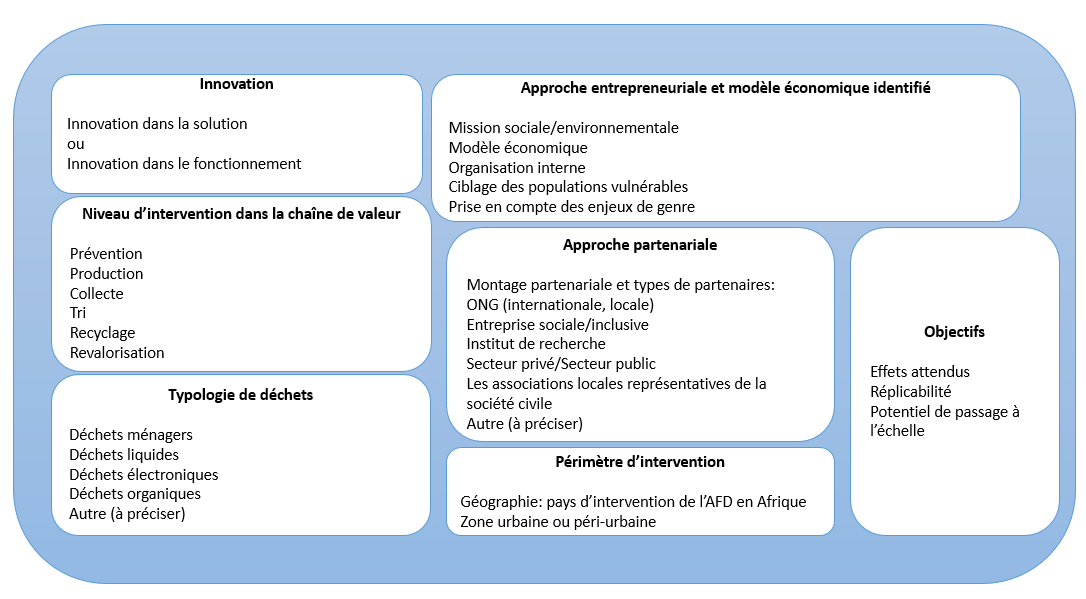 Innovation
Innovation dans la solution
ou
Innovation dans le fonctionnement
Approche entrepreneuriale et modèle économique identifié
Mission sociale/environnementale
Modèle économique
Organisation interne
Ciblage des populations vulnérables
Prise en compte des enjeux de genre
Niveau d’intervention dans la chaîne de valeur
Prévention
Production
Collecte
Tri
Recyclage
Revalorisation
Approche partenariale
Montage partenariale et types de partenaires:
ONG (internationale, locale)
Entreprise sociale/inclusive
Institut de recherche
Secteur privé/Secteur public
Les associations locales représentatives de la
société civile
Autre (à préciser)
Objectifs
Effets attendus
Réplicabilité
Potentiel de passage à
l’échelle
Typologie de déchets
Déchets ménagers
Déchets liquides
Déchets électroniques
Déchets organiques
Autre (à préciser)
Périmètre d’intervention
Géographie: pays d’intervention de l’AFD en Afrique
Zone urbaine ou péri-urbaine